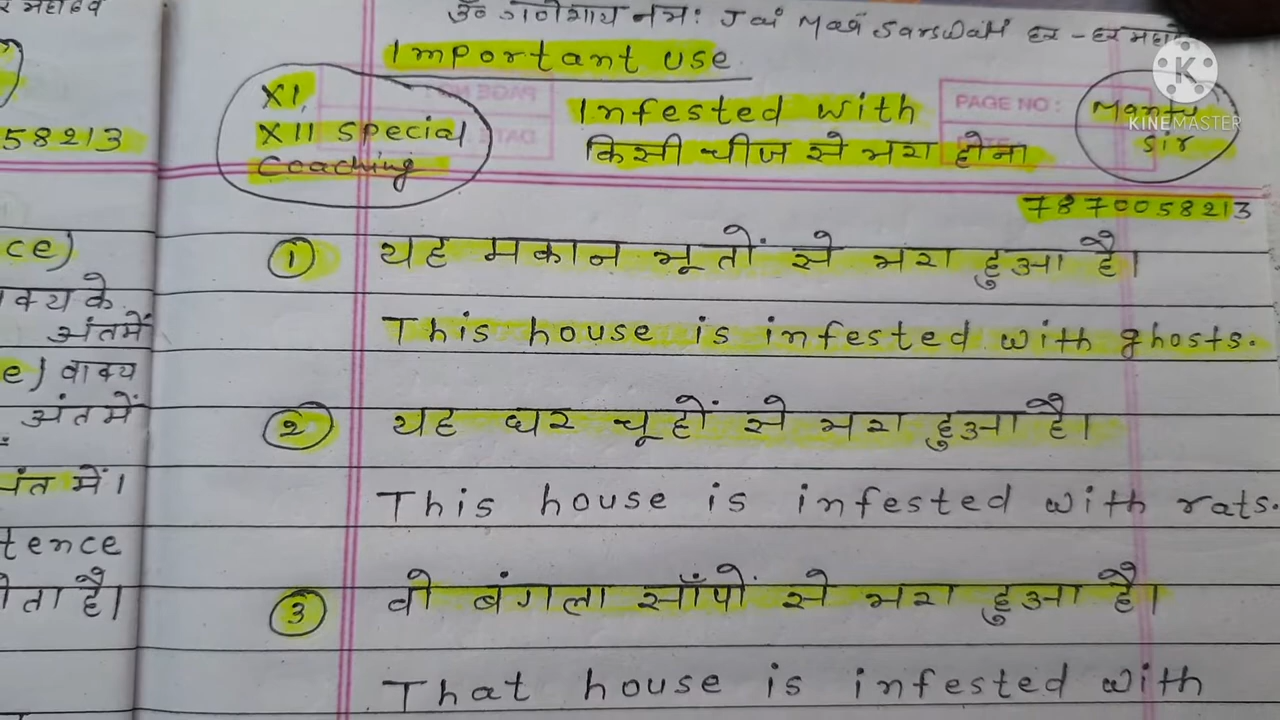 ॐ गणेशाय नमः Jai Maa Sarswati हर - हर महादेव
Important use
XI,
XII special
coaching
Infested with
किसी चीज से भरा होना
PAGE NO:
Mantu
sir
KINEMASTER
7870058213
① यह मकान भूतों से भरा हुआ है।
This house is infested with ghosts.
② यह घर चूहों से भरा हुआ है।
This house is infested with rats.
③ वो बंगला साँपों से भरा हुआ है।
That house is infested with
58213
ce)
क्य के
अंत में
e) वाक्य
अंत में
अंत में।
tence
ोता है।